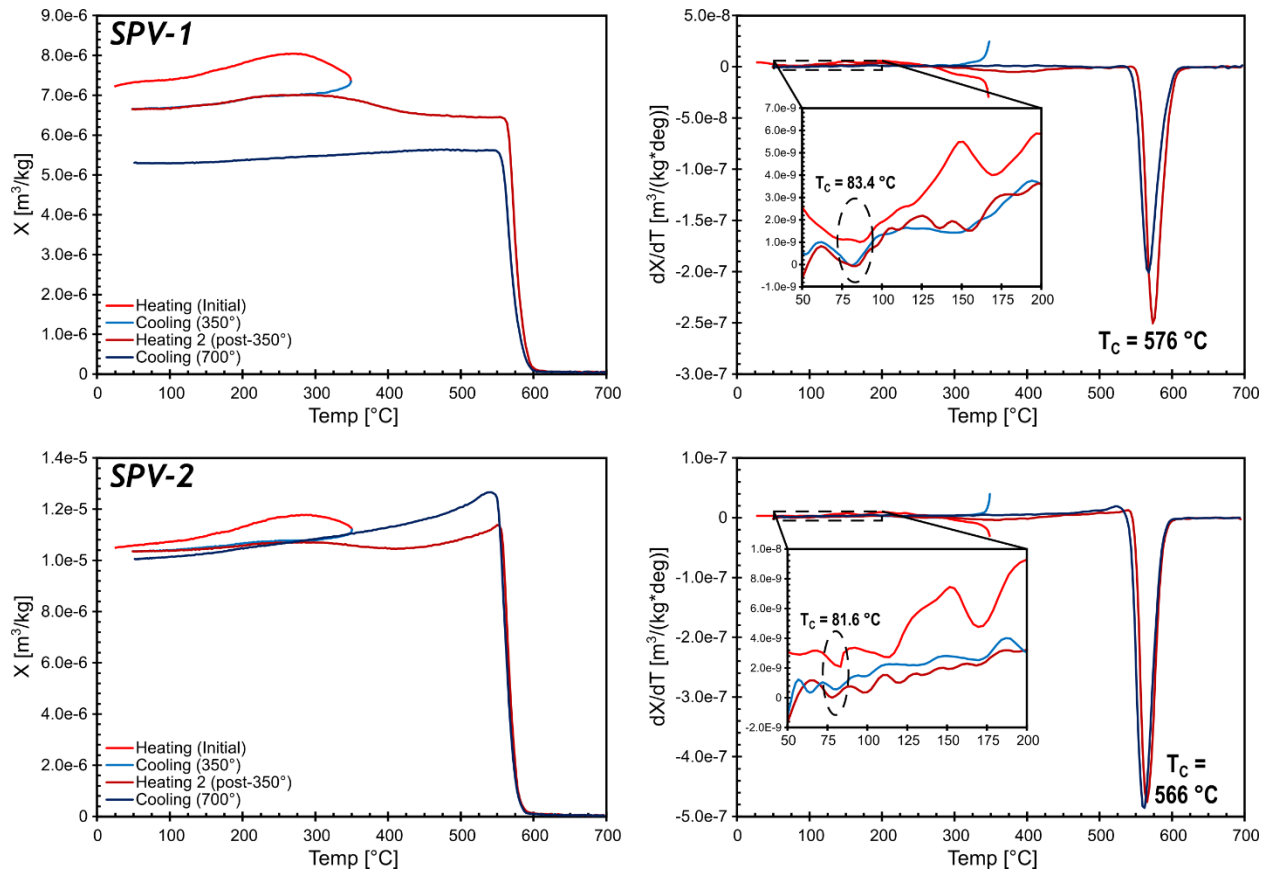 SPV-1
X [m³/kg]
9.0e-6
8.0e-6
7.0e-6
6.0e-6
5.0e-6
4.0e-6
3.0e-6
2.0e-6
1.0e-6
0
Heating (Initial)
Cooling (350°)
Heating 2 (post-350°)
Cooling (700°)
0 100 200 300 400 500 600 700
Temp [°C]
dX/dT [m³/(kg*deg)]
5.0e-8
0
-5.0e-8
-1.0e-7
-1.5e-7
-2.0e-7
-2.5e-7
-3.0e-7
7.0e-9
6.0e-9
5.0e-9
4.0e-9
3.0e-9
2.0e-9
1.0e-9
0
-1.0e-9
T_C = 83.4 °C
50 75 100 125 150 175 200
T_C = 576 °C
0 100 200 300 400 500 600 700
Temp [°C]
SPV-2
X [m³/kg]
1.4e-5
1.2e-5
1.0e-5
8.0e-6
6.0e-6
4.0e-6
2.0e-6
0
Heating (Initial)
Cooling (350°)
Heating 2 (post-350°)
Cooling (700°)
0 100 200 300 400 500 600 700
Temp [°C]
dX/dT [m³/(kg*deg)]
1.0e-7
0
-1.0e-7
-2.0e-7
-3.0e-7
-4.0e-7
-5.0e-7
1.0e-8
8.0e-9
6.0e-9
4.0e-9
2.0e-9
0
-2.0E-9
T_C = 81.6 °C
50 75 100 125 150 175 200
T_C =
566 °C
0 100 200 300 400 500 600 700
Temp [°C]